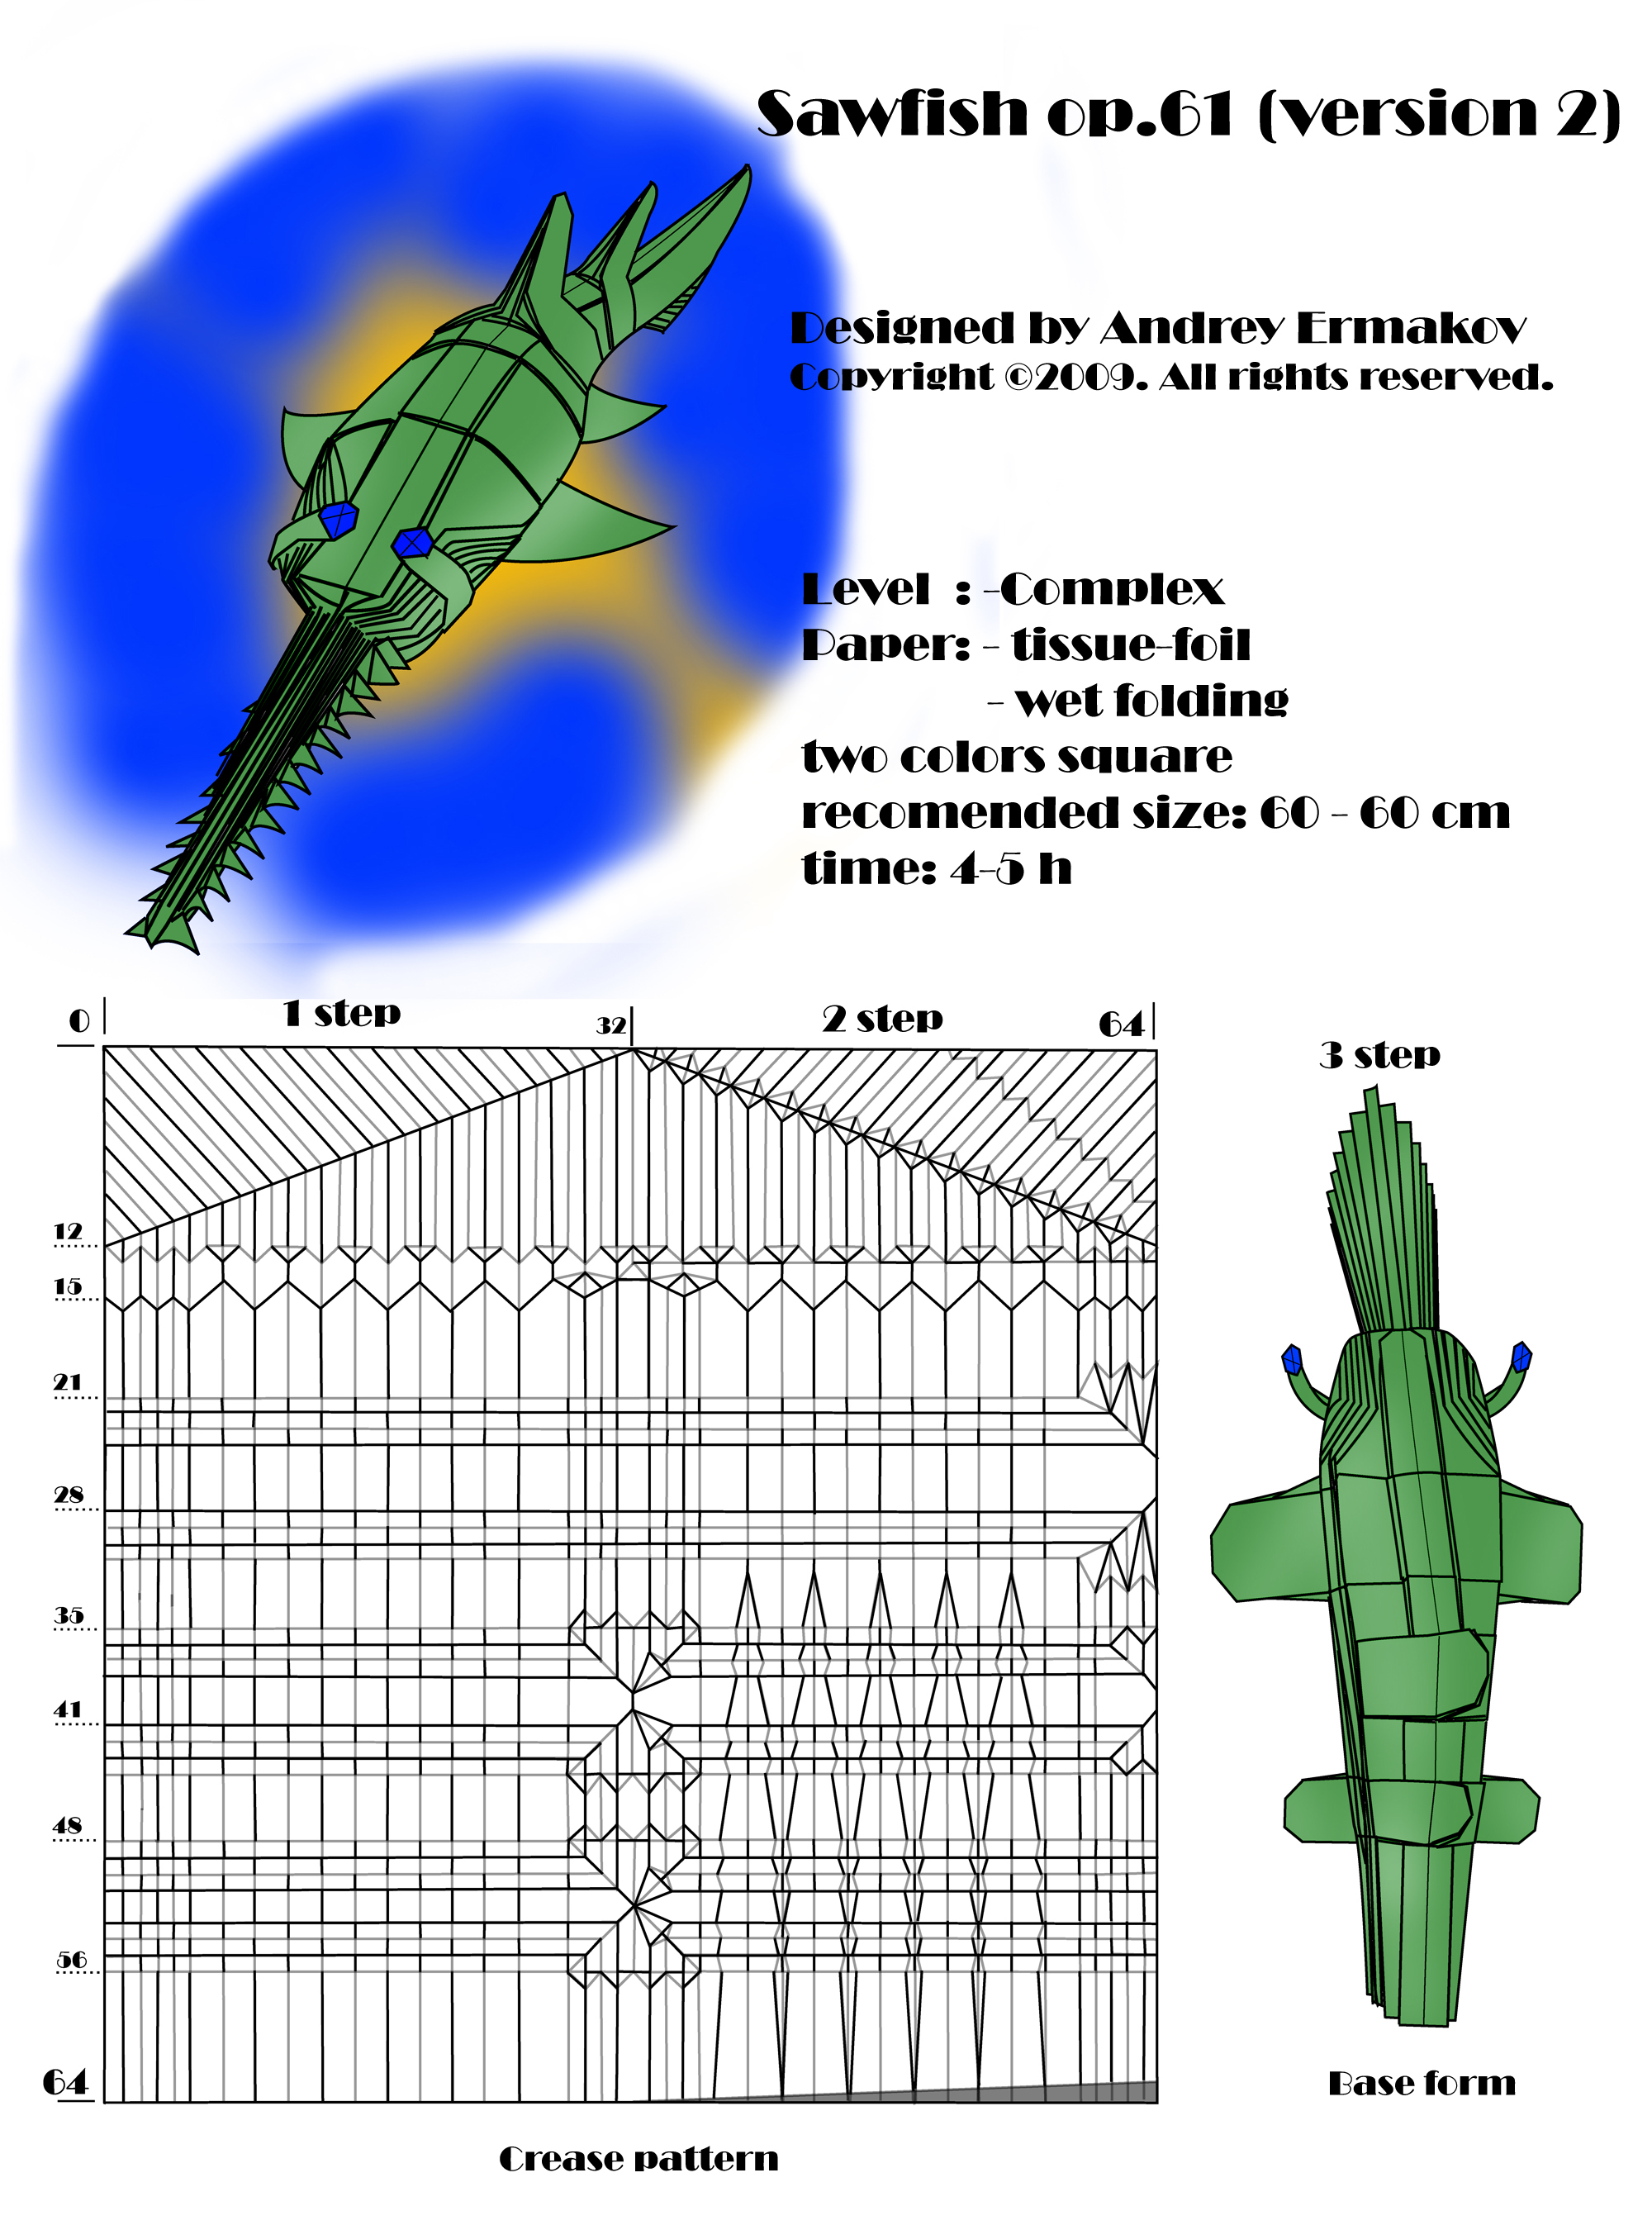 Sawfish op.61 (version 2)
Designed by Andrey Ermakov
Copyright ©2009. All rights reserved.
Level : -Complex
Paper: - tissue-foil
- wet folding
two colors square
recomended size: 60 - 60 cm
time: 4-5 h
0
1 step
32
2 step
64
3 step
12
15
21
28
35
41
48
56
64
Base form
Crease pattern